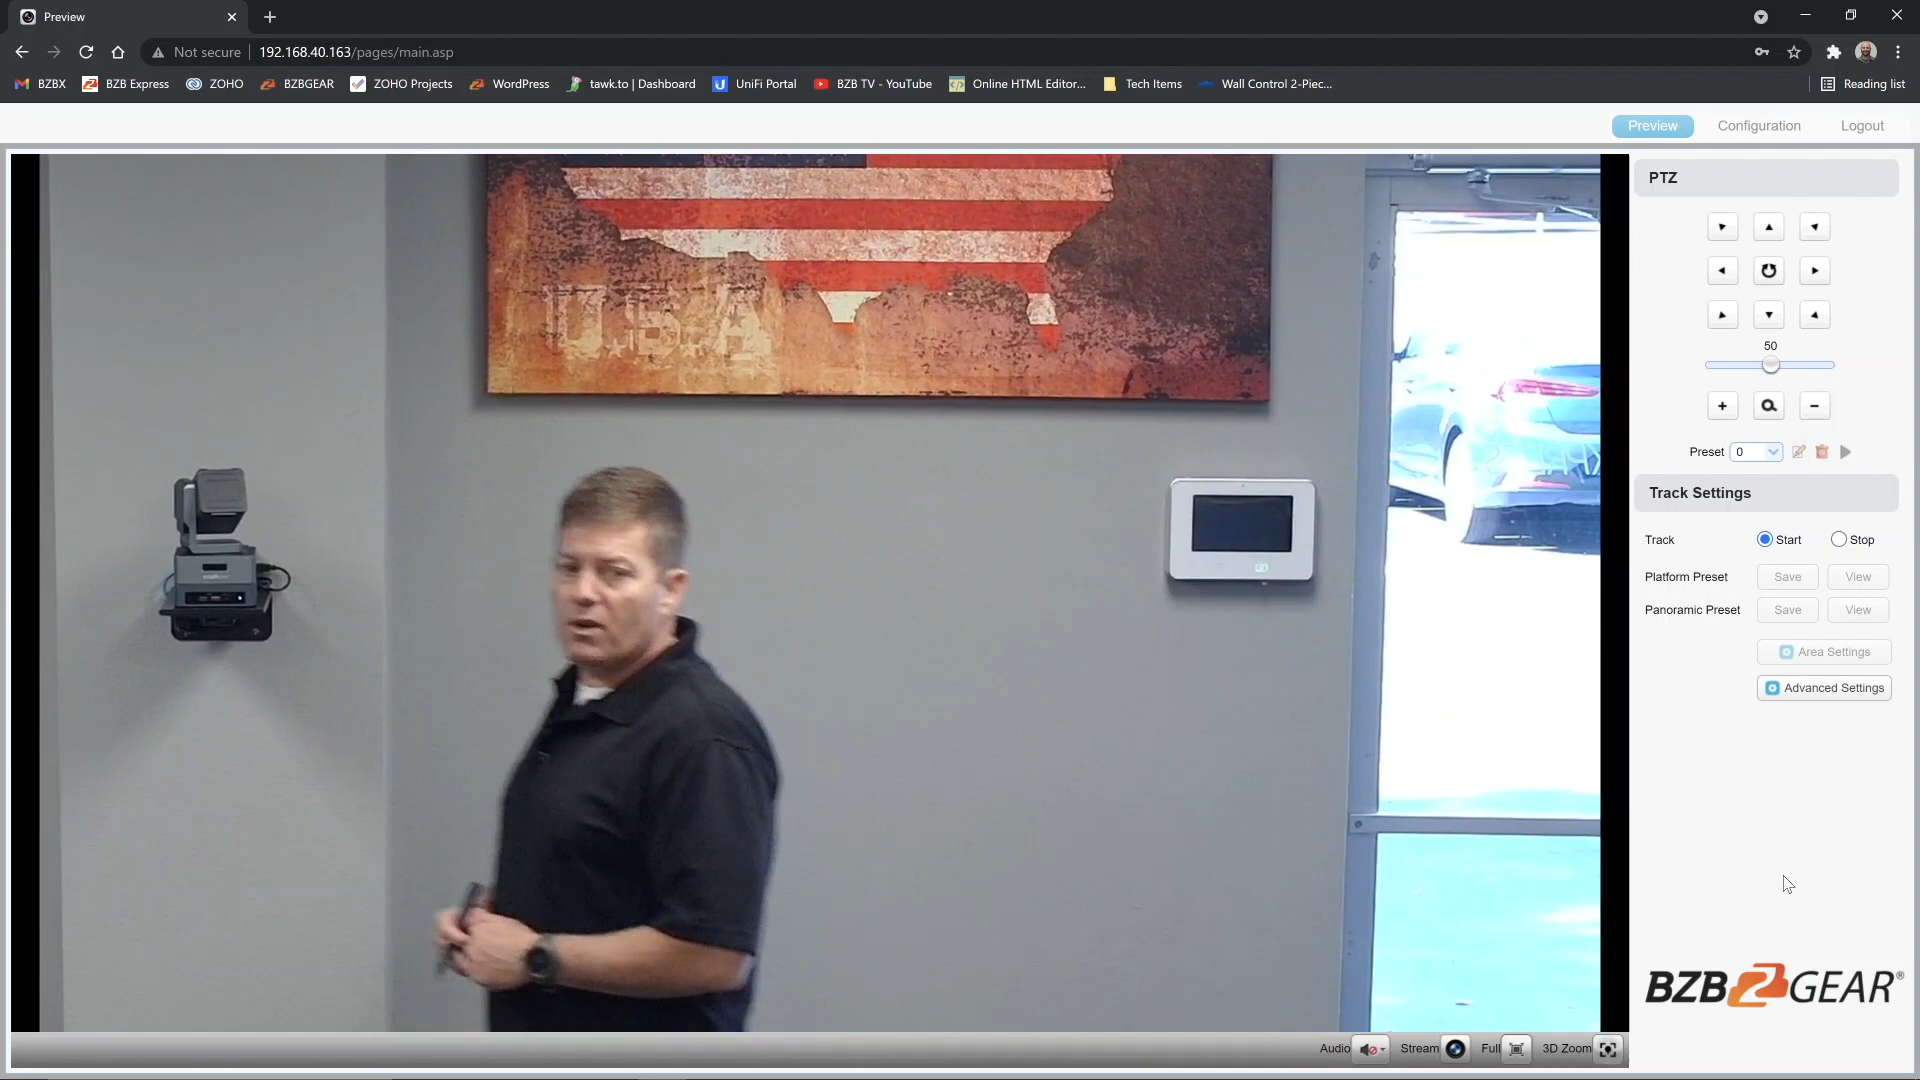 Preview
Not secure
192.168.40.163/pages/main.asp
BZBX
BZB Express
ZOHO
BZBGEAR
ZOHO Projects
WordPress
tawk.to | Dashboard
UniFi Portal
BZB TV - YouTube
Online HTML Editor...
Tech Items
Wall Control 2-Piec...
Reading list
Preview
Configuration
Logout
U.S.A
PTZ
50
Preset 0
Track Settings
Track Start Stop
Platform Preset Save View
Panoramic Preset Save View
Area Settings
Advanced Settings
BZBGEAR®
Audio Stream Full 3D Zoom